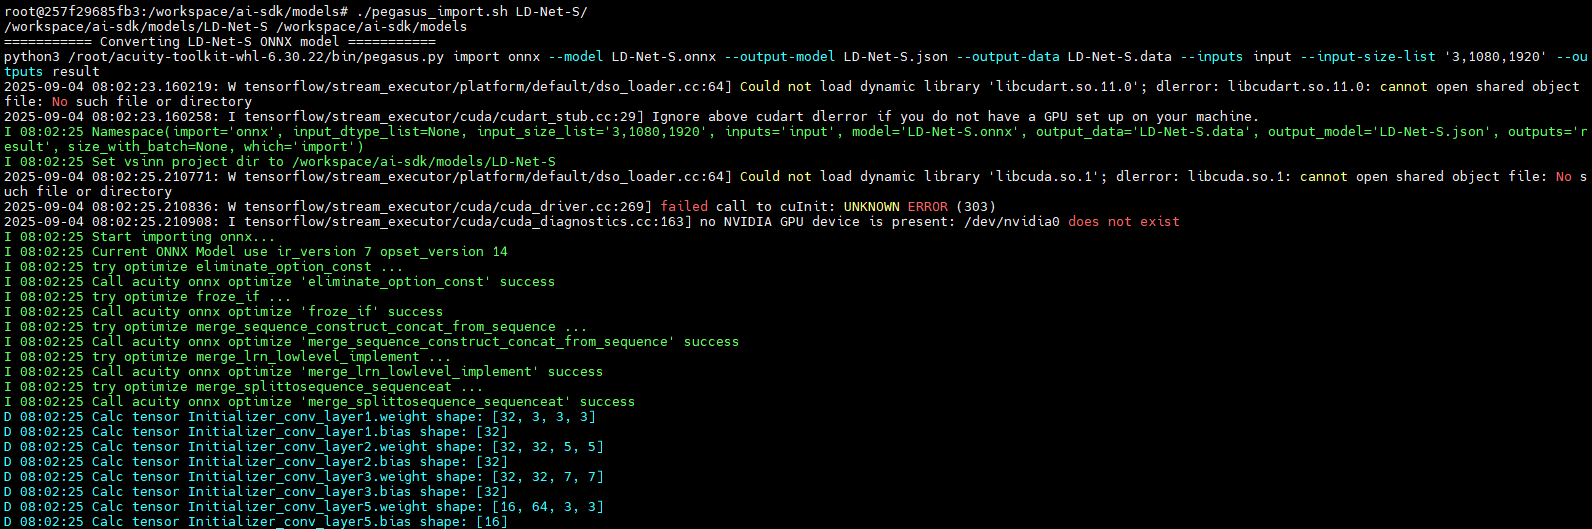 root@257f29685fb3:/workspace/ai-sdk/models# ./pegasus_import.sh LD-Net-S/
/workspace/ai-sdk/models/LD-Net-S /workspace/ai-sdk/models
=========== Converting LD-Net-S ONNX model ===========
python3 /root/acuity-toolkit-whl-6.30.22/bin/pegasus.py import onnx --model LD-Net-S.onnx --output-model LD-Net-S.json --output-data LD-Net-S.data --inputs input --input-size-list '3,1080,1920' --ou
tputs result
2025-09-04 08:02:23.160219: W tensorflow/stream_executor/platform/default/dso_loader.cc:64] Could not load dynamic library 'libcudart.so.11.0'; dlerror: libcudart.so.11.0: cannot open shared object
file: No such file or directory
2025-09-04 08:02:23.160258: I tensorflow/stream_executor/cuda/cudart_stub.cc:29] Ignore above cudart dlerror if you do not have a GPU set up on your machine.
I 08:02:25 Namespace(import='onnx', input_dtype_list=None, input_size_list='3,1080,1920', inputs='input', model='LD-Net-S.onnx', output_data='LD-Net-S.data', output_model='LD-Net-S.json', outputs='r
esult', size_with_batch=None, which='import')
I 08:02:25 Set vsinn project dir to /workspace/ai-sdk/models/LD-Net-S
2025-09-04 08:02:25.210771: W tensorflow/stream_executor/platform/default/dso_loader.cc:64] Could not load dynamic library 'libcuda.so.1'; dlerror: libcuda.so.1: cannot open shared object file: No s
uch file or directory
2025-09-04 08:02:25.210836: W tensorflow/stream_executor/cuda/cuda_driver.cc:269] failed call to cuInit: UNKNOWN ERROR (303)
2025-09-04 08:02:25.210908: I tensorflow/stream_executor/cuda/cuda_diagnostics.cc:163] no NVIDIA GPU device is present: /dev/nvidia0 does not exist
I 08:02:25 Start importing onnx...
I 08:02:25 Current ONNX Model use ir_version 7 opset_version 14
I 08:02:25 try optimize eliminate_option_const ...
I 08:02:25 Call acuity onnx optimize 'eliminate_option_const' success
I 08:02:25 try optimize froze_if ...
I 08:02:25 Call acuity onnx optimize 'froze_if' success
I 08:02:25 try optimize merge_sequence_construct_concat_from_sequence ...
I 08:02:25 Call acuity onnx optimize 'merge_sequence_construct_concat_from_sequence' success
I 08:02:25 try optimize merge_lrn_lowlevel_implement ...
I 08:02:25 Call acuity onnx optimize 'merge_lrn_lowlevel_implement' success
I 08:02:25 try optimize merge_splittosequence_sequenceat ...
I 08:02:25 Call acuity onnx optimize 'merge_splittosequence_sequenceat' success
D 08:02:25 Calc tensor Initializer_conv_layer1.weight shape: [32, 3, 3, 3]
D 08:02:25 Calc tensor Initializer_conv_layer1.bias shape: [32]
D 08:02:25 Calc tensor Initializer_conv_layer2.weight shape: [32, 32, 5, 5]
D 08:02:25 Calc tensor Initializer_conv_layer2.bias shape: [32]
D 08:02:25 Calc tensor Initializer_conv_layer3.weight shape: [32, 32, 7, 7]
D 08:02:25 Calc tensor Initializer_conv_layer3.bias shape: [32]
D 08:02:25 Calc tensor Initializer_conv_layer5.weight shape: [16, 64, 3, 3]
D 08:02:25 Calc tensor Initializer_conv_layer5.bias shape: [16]